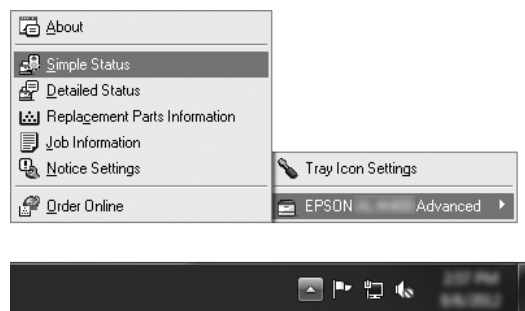 About
Simple Status
Detailed Status
Replacement Parts Information
Job Information
Notice Settings
Order Online
Tray Icon Settings
EPSON Advanced